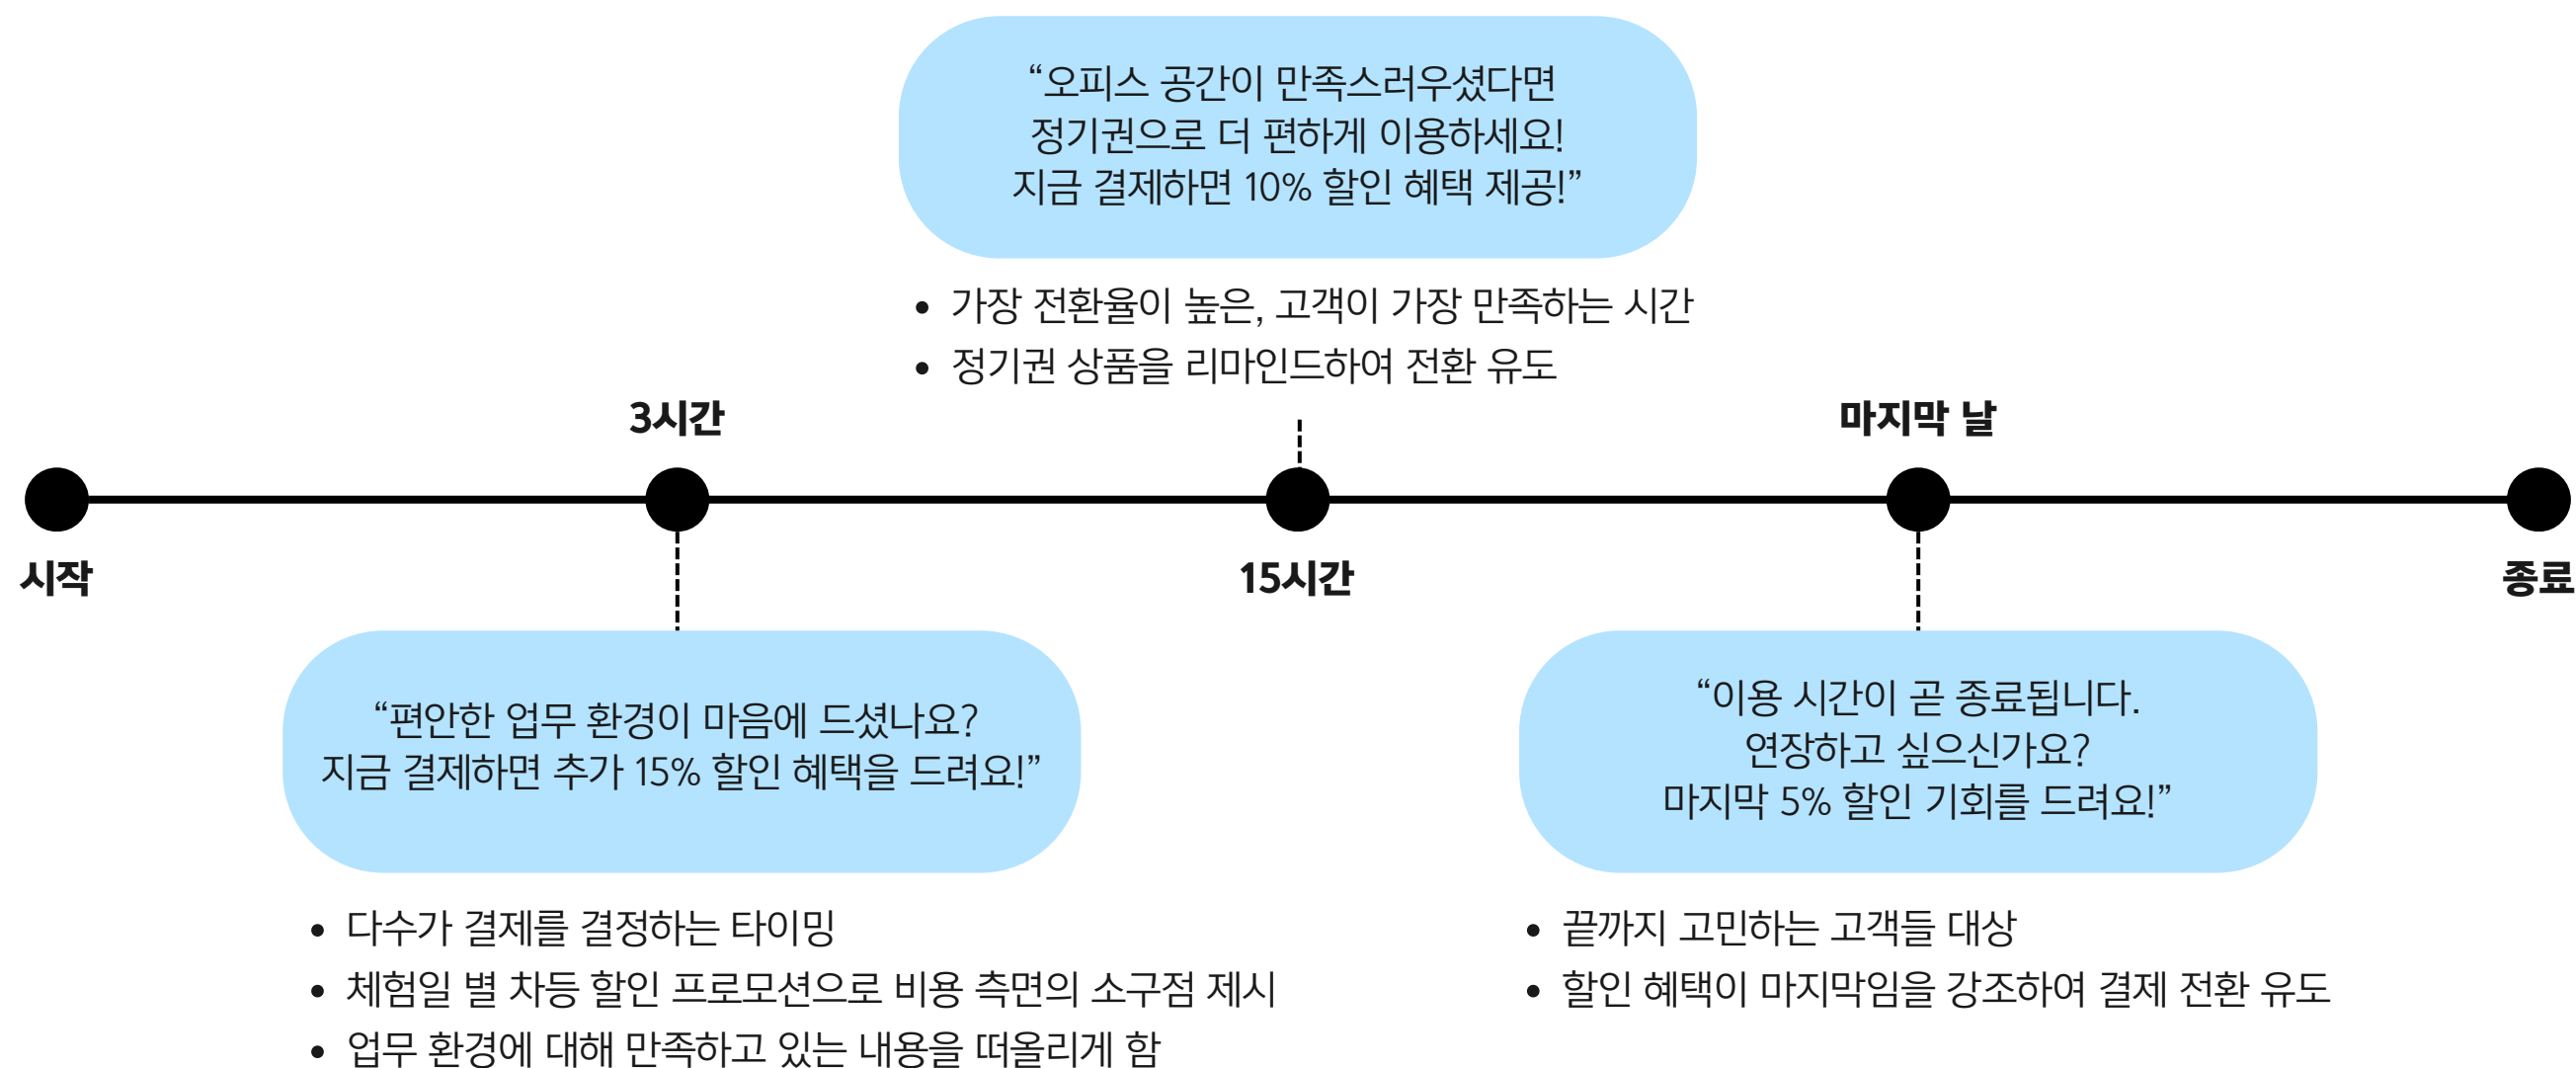 “오피스 공간이 만족스러우셨다면
정기권으로 더 편하게 이용하세요!
지금 결제하면 10% 할인 혜택 제공!”
• 가장 전환율이 높은, 고객이 가장 만족하는 시간
• 정기권 상품을 리마인드하여 전환 유도
3시간
마지막 날
시작
15시간
종료
“편안한 업무 환경이 마음에 드셨나요?
지금 결제하면 추가 15% 할인 혜택을 드려요!”
• 다수가 결제를 결정하는 타이밍
• 체험일 별 차등 할인 프로모션으로 비용 측면의 소구점 제시
• 업무 환경에 대해 만족하고 있는 내용을 떠올리게 함
“이용 시간이 곧 종료됩니다.
연장하고 싶으신가요?
마지막 5% 할인 기회를 드려요!”
• 끝까지 고민하는 고객들 대상
• 할인 혜택이 마지막임을 강조하여 결제 전환 유도